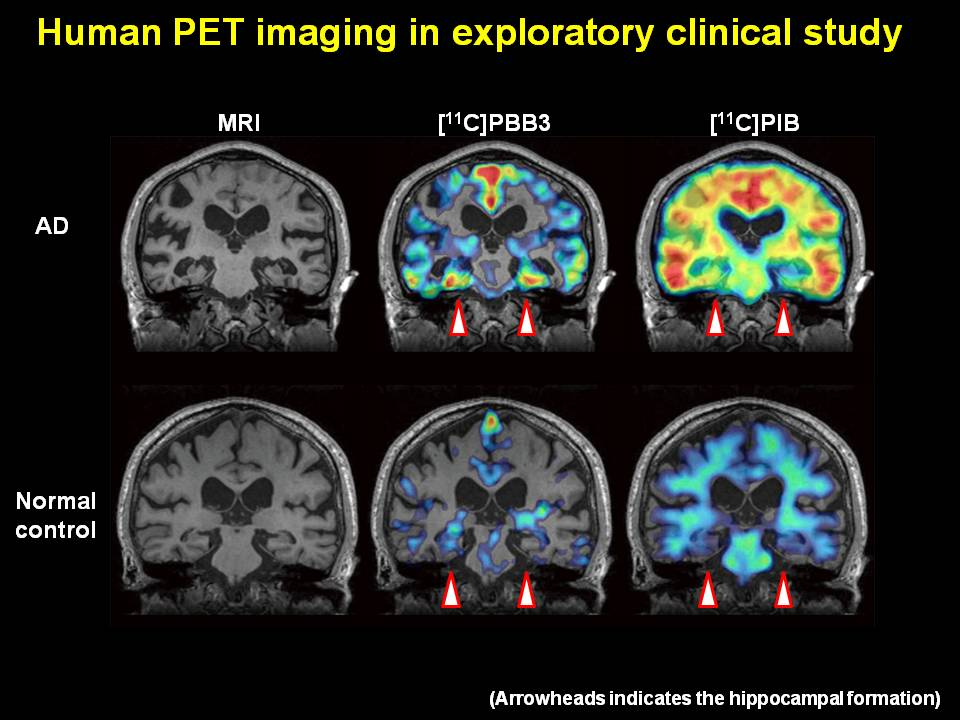 Human PET imaging in exploratory clinical study
MRI
[¹¹C]PBB3
[¹¹C]PIB
AD
Normal
control
(Arrowheads indicates the hippocampal formation)